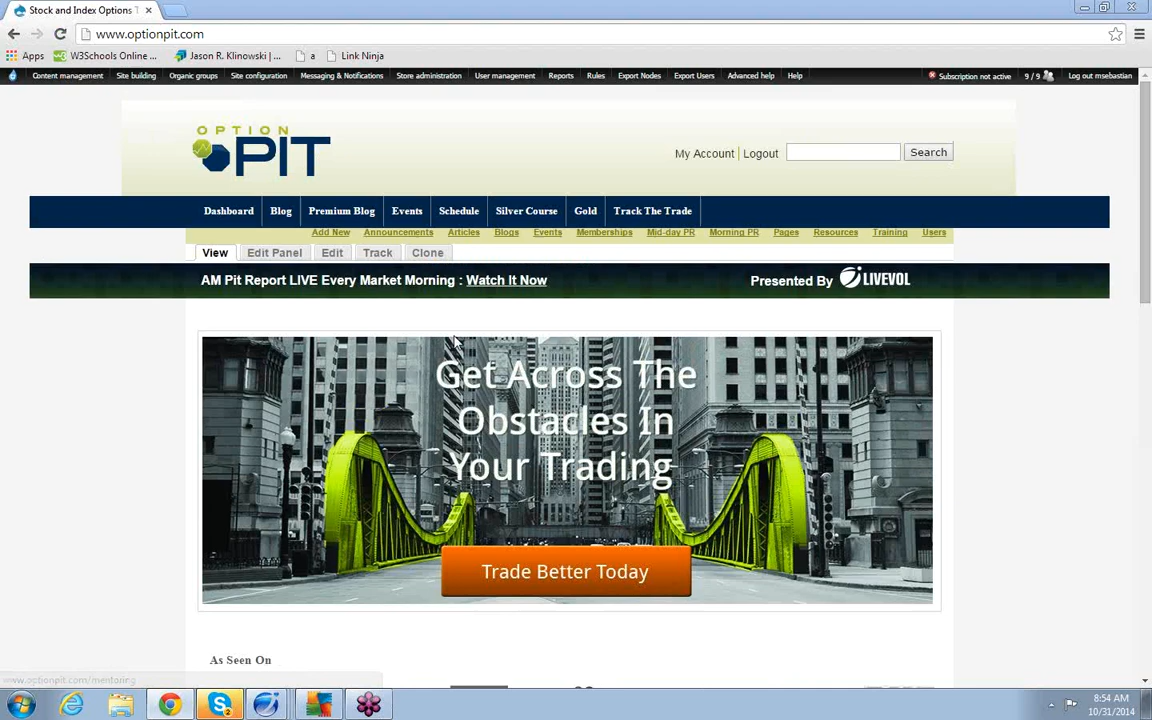 Stock and Index Options T
www.optionpit.com
Apps W3Schools Online ... Jason R. Klinowski | ... a Link Ninja
Content management Site building Organic groups Site configuration Messaging & Notifications Store administration User management Reports Rules Export Nodes Export Users Advanced help Help Subscription not active 9 / 9 Log out msebastian
OPTION
PIT
My Account Logout Search
Dashboard Blog Premium Blog Events Schedule Silver Course Gold Track The Trade
Add New Announcements Articles Blogs Events Memberships Mid-day PR Morning PR Pages Resources Training Users
View Edit Panel Edit Track Clone
AM Pit Report LIVE Every Market Morning : Watch It Now Presented By LIVEVOL
Get Across The
Obstacles In
Your Trading
Trade Better Today
As Seen On
www.optionpit.com/mentoring
8:54 AM
10/31/2014